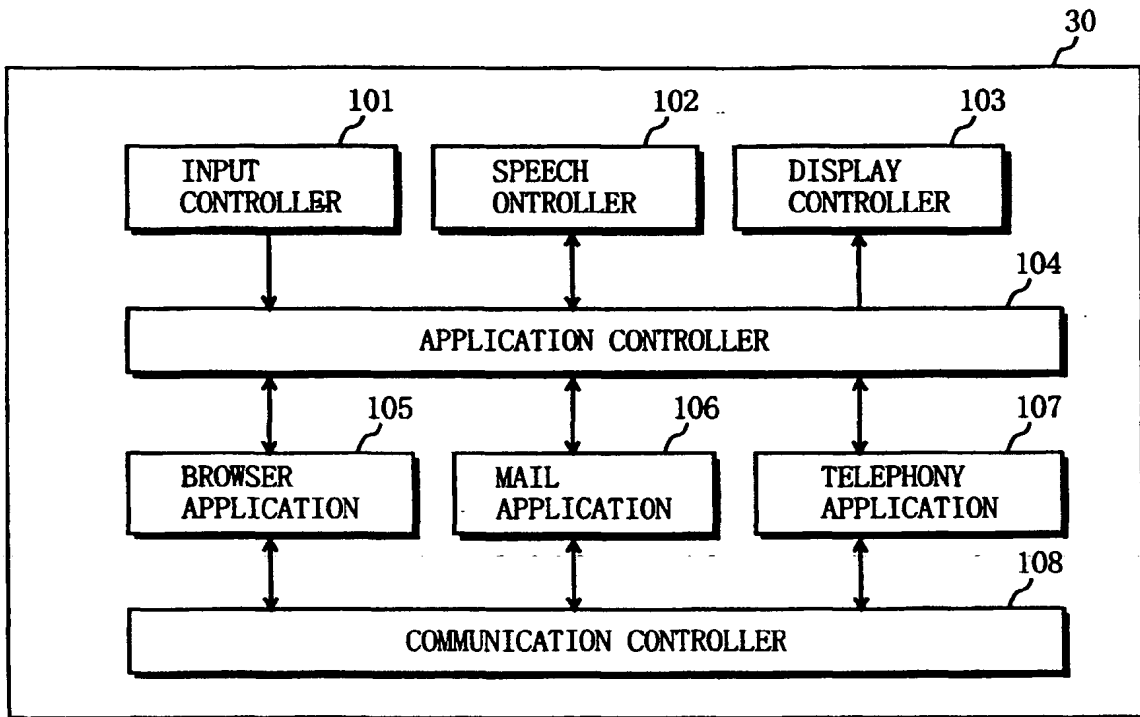 30
101
102
103
INPUT
CONTROLLER
SPEECH
ONTROLLER
DISPLAY
CONTROLLER
104
APPLICATION CONTROLLER
105
106
107
BROWSER
APPLICATION
MAIL
APPLICATION
TELEPHONY
APPLICATION
108
COMMUNICATION CONTROLLER